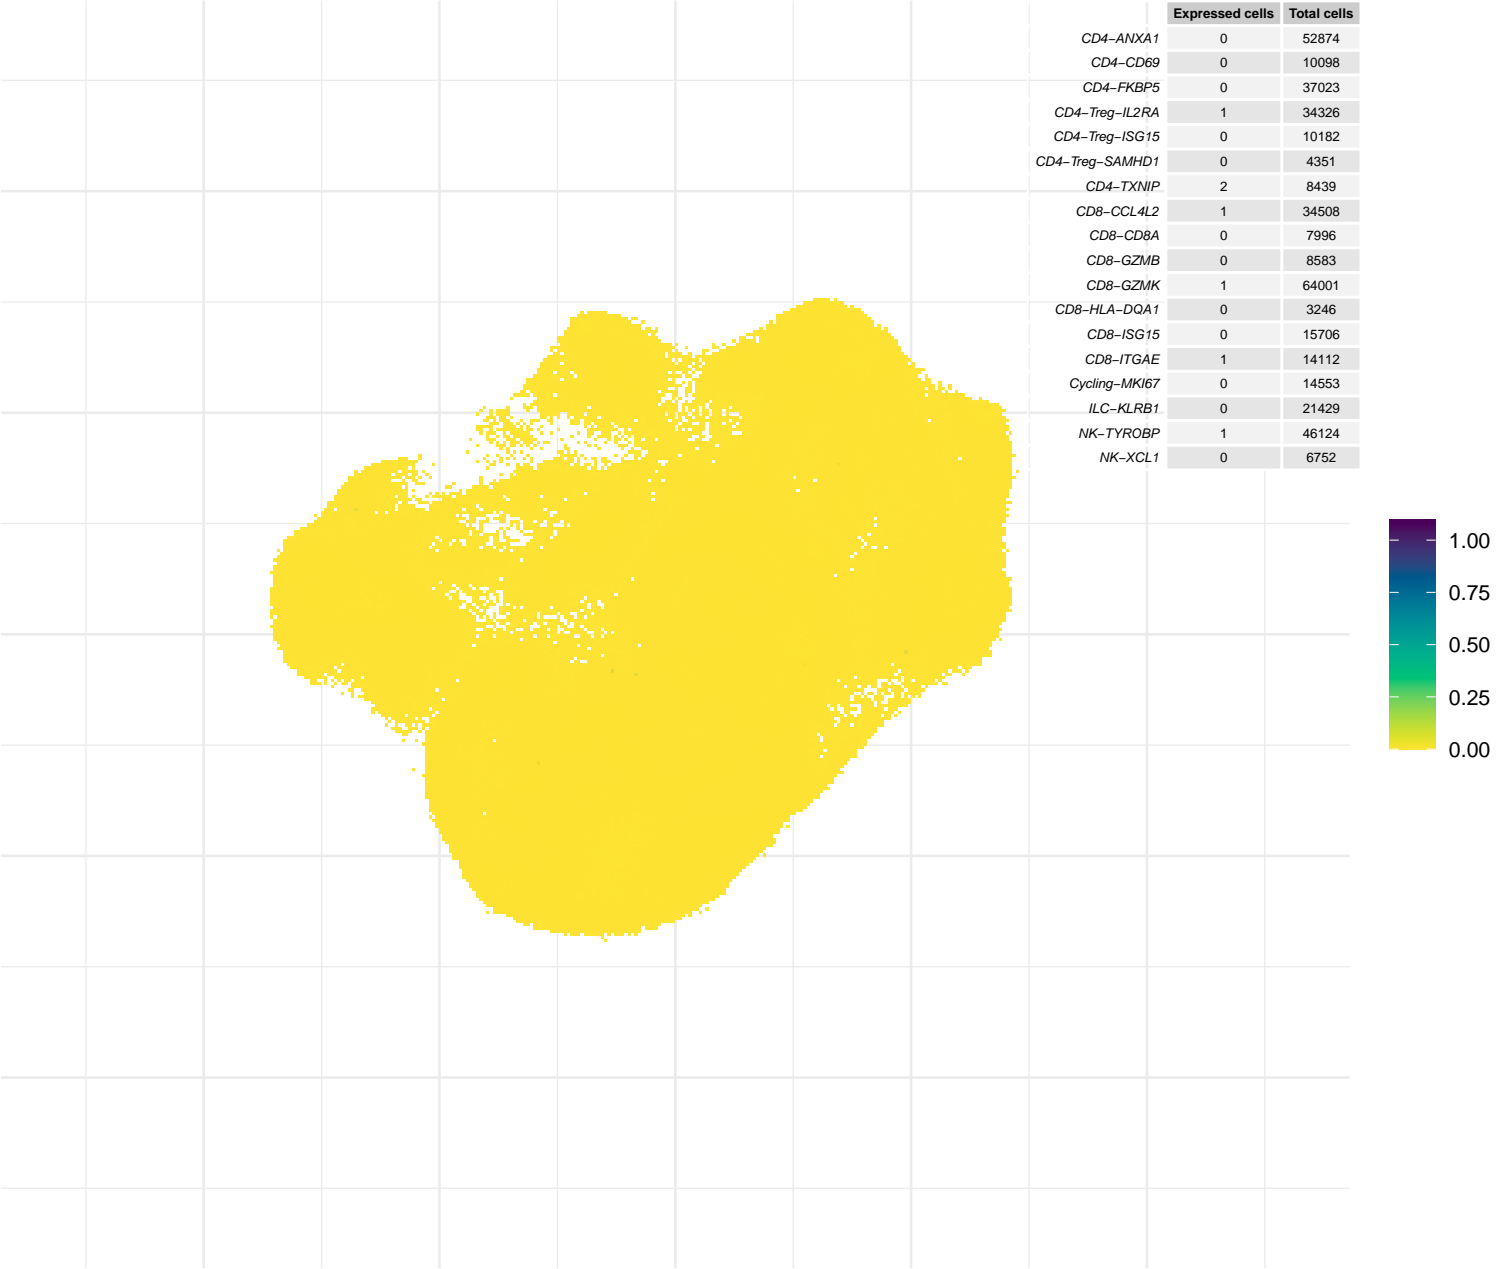 Expressed cells Total cells
CD4−ANXA1 0 52874
CD4−CD69 0 10098
CD4−FKBP5 0 37023
CD4−Treg−IL2RA 1 34326
CD4−Treg−ISG15 0 10182
CD4−Treg−SAMHD1 0 4351
CD4−TXNIP 2 8439
CD8−CCL4L2 1 34508
CD8−CD8A 0 7996
CD8−GZMB 0 8583
CD8−GZMK 1 64001
CD8−HLA−DQA1 0 3246
CD8−ISG15 0 15706
CD8−ITGAE 1 14112
Cycling−MKI67 0 14553
ILC−KLRB1 0 21429
NK−TYROBP 1 46124
NK−XCL1 0 6752
1.00
0.75
0.50
0.25
0.00